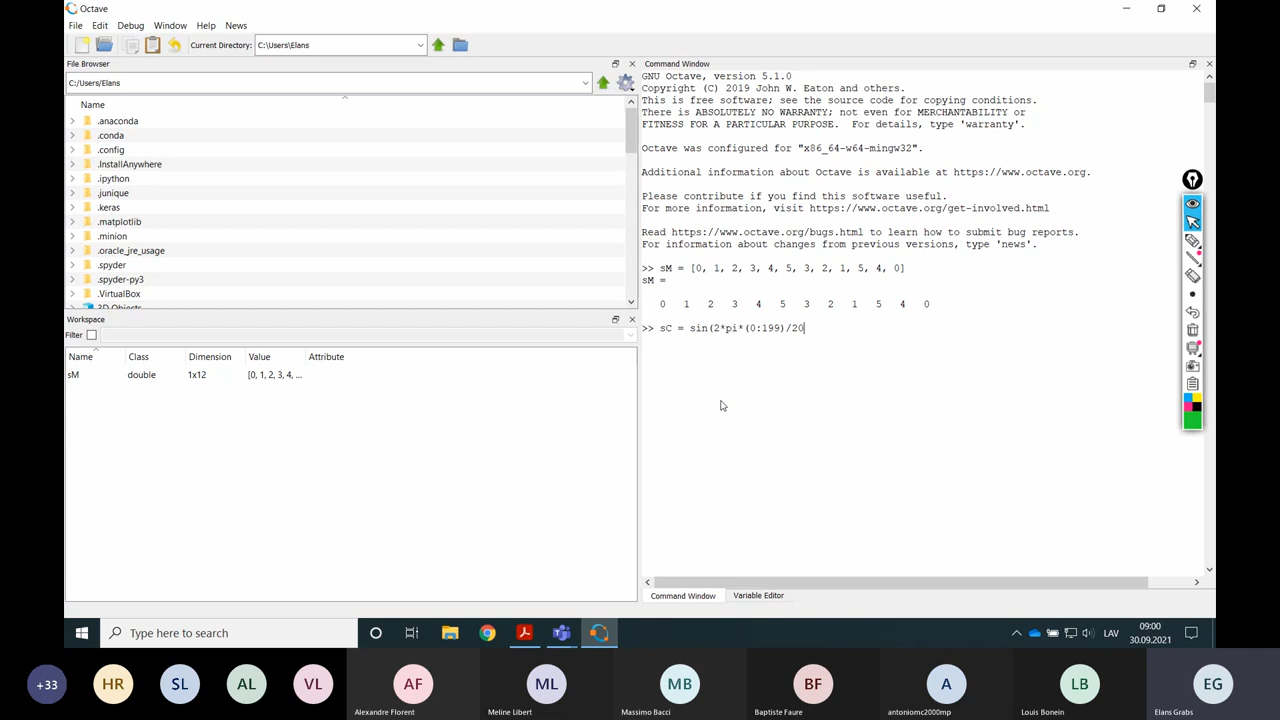 Octave
File Edit Debug Window Help News
Current Directory: C:\Users\Elans
File Browser
C:/Users/Elans
Name
.anaconda
.conda
.config
.InstallAnywhere
.ipython
.junique
.keras
.matplotlib
.minion
.oracle_jre_usage
.spyder
.spyder-py3
.VirtualBox
3D Objects
Workspace
Filter
Name Class Dimension Value Attribute
sM double 1x12 [0, 1, 2, 3, 4, ...
Command Window
GNU Octave, version 5.1.0
Copyright (C) 2019 John W. Eaton and others.
This is free software; see the source code for copying conditions.
There is ABSOLUTELY NO WARRANTY; not even for MERCHANTABILITY or
FITNESS FOR A PARTICULAR PURPOSE.  For details, type 'warranty'.
Octave was configured for "x86_64-w64-mingw32".
Additional information about Octave is available at https://www.octave.org.
Please contribute if you find this software useful.
For more information, visit https://www.octave.org/get-involved.html
Read https://www.octave.org/bugs.html to learn how to submit bug reports.
For information about changes from previous versions, type 'news'.
>> sM = [0, 1, 2, 3, 4, 5, 3, 2, 1, 5, 4, 0]
sM =
0 1 2 3 4 5 3 2 1 5 4 0
>> sC = sin(2*pi*(0:199)/20
Command Window Variable Editor
Type here to search
LAV
09:00
30.09.2021
+33 HR SL AL VL AF ML MB BF A LB EG
Alexandre Florent Meline Libert Massimo Bacci Baptiste Faure antoniomc2000mp Louis Bonein Elans Grabs